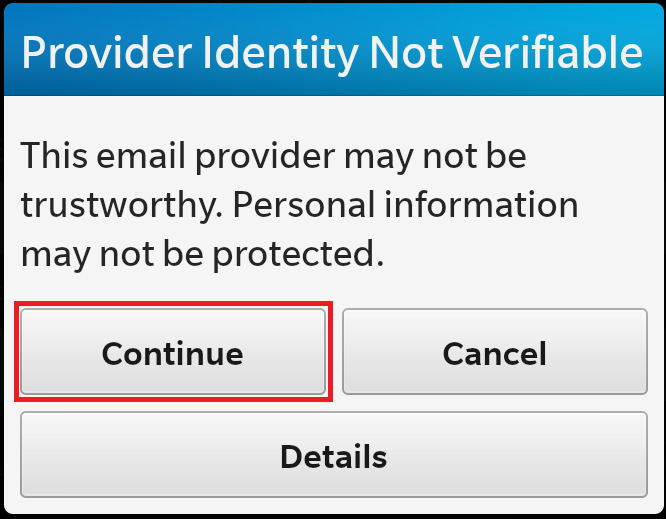 Provider Identity Not Verifiable
This email provider may not be
trustworthy. Personal information
may not be protected.
Continue
Cancel
Details